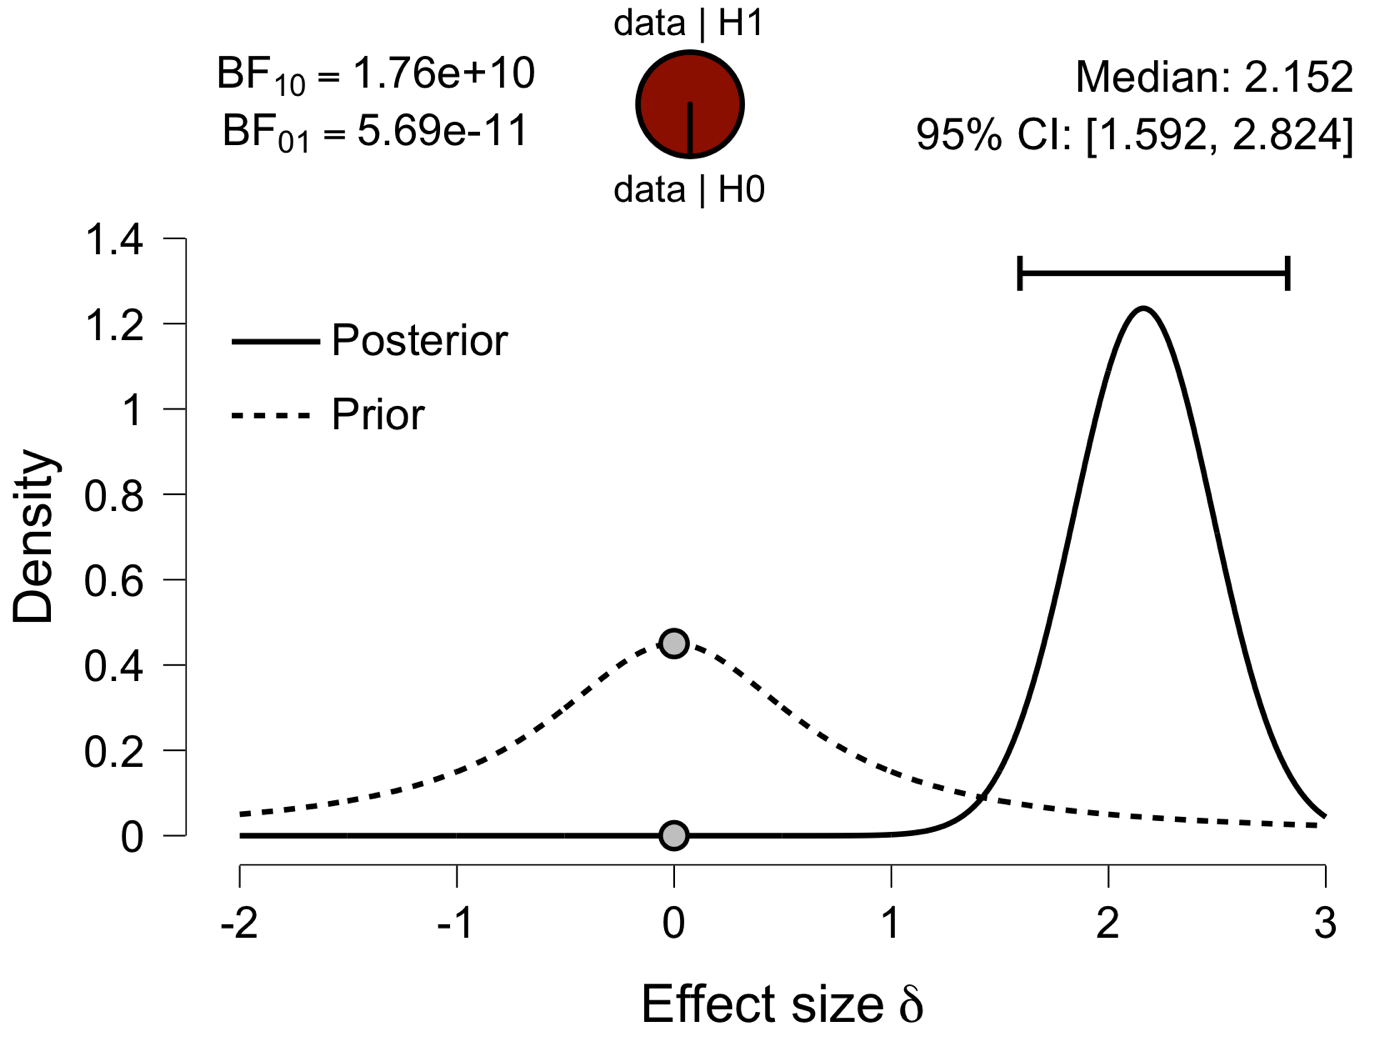 data | H1
BF10 = 1.76e+10
BF01 = 5.69e-11
Median: 2.152
95% CI: [1.592, 2.824]
data | H0
1.4
1.2
1
0.8
0.6
0.4
0.2
0
Density
Posterior
Prior
-2 -1 0 1 2 3
Effect size δ